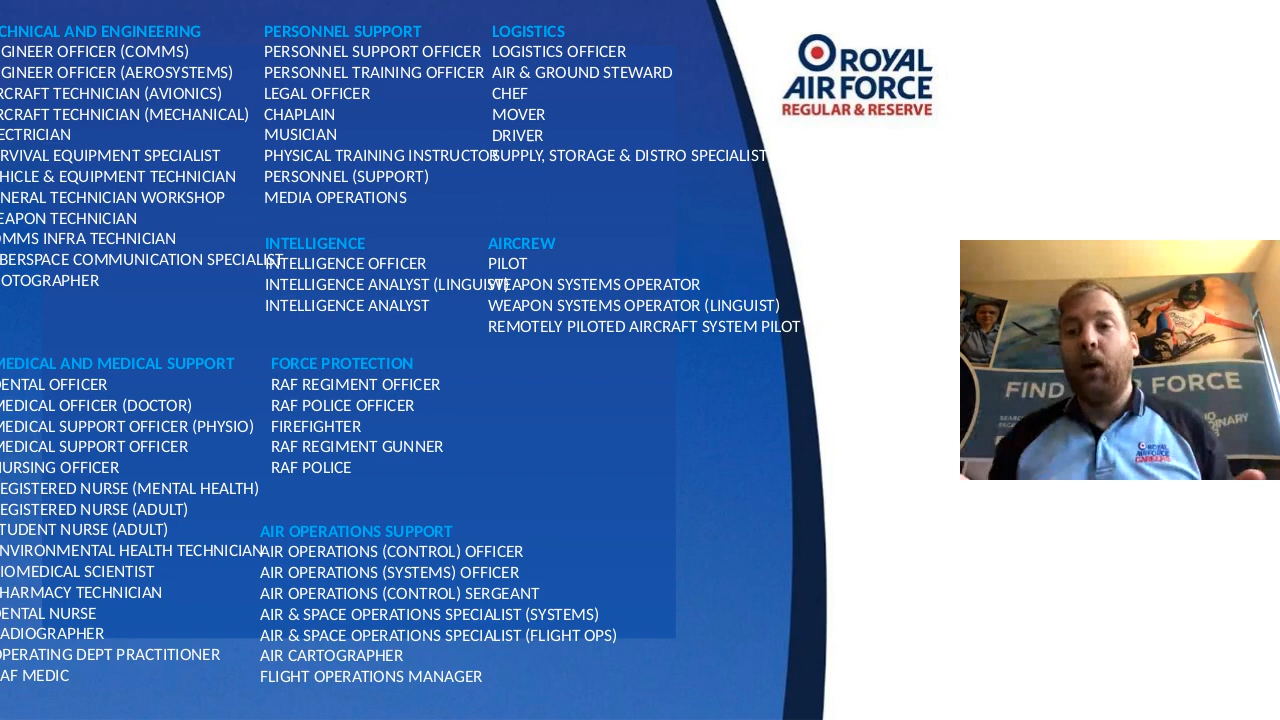 CHNICAL AND ENGINEERING
GINEER OFFICER (COMMS)
GINEER OFFICER (AEROSYSTEMS)
RCRAFT TECHNICIAN (AVIONICS)
RCRAFT TECHNICIAN (MECHANICAL)
ECTRICIAN
RVIVAL EQUIPMENT SPECIALIST
HICLE & EQUIPMENT TECHNICIAN
NERAL TECHNICIAN WORKSHOP
EAPON TECHNICIAN
OMMS INFRA TECHNICIAN
BERSPACE COMMUNICATION SPECIALIST
OTOGRAPHER
PERSONNEL SUPPORT
PERSONNEL SUPPORT OFFICER
PERSONNEL TRAINING OFFICER
LEGAL OFFICER
CHAPLAIN
MUSICIAN
PHYSICAL TRAINING INSTRUCTOR
PERSONNEL (SUPPORT)
MEDIA OPERATIONS
LOGISTICS
LOGISTICS OFFICER
AIR & GROUND STEWARD
CHEF
MOVER
DRIVER
SUPPLY, STORAGE & DISTRO SPECIALIST
INTELLIGENCE
INTELLIGENCE OFFICER
INTELLIGENCE ANALYST (LINGUIST)
INTELLIGENCE ANALYST
AIRCREW
PILOT
WEAPON SYSTEMS OPERATOR
WEAPON SYSTEMS OPERATOR (LINGUIST)
REMOTELY PILOTED AIRCRAFT SYSTEM PILOT
MEDICAL AND MEDICAL SUPPORT
DENTAL OFFICER
MEDICAL OFFICER (DOCTOR)
MEDICAL SUPPORT OFFICER (PHYSIO)
MEDICAL SUPPORT OFFICER
NURSING OFFICER
EGISTERED NURSE (MENTAL HEALTH)
EGISTERED NURSE (ADULT)
TUDENT NURSE (ADULT)
NVIRONMENTAL HEALTH TECHNICIAN
IOMEDICAL SCIENTIST
HARMACY TECHNICIAN
DENTAL NURSE
ADIOGRAPHER
OPERATING DEPT PRACTITIONER
AF MEDIC
FORCE PROTECTION
RAF REGIMENT OFFICER
RAF POLICE OFFICER
FIREFIGHTER
RAF REGIMENT GUNNER
RAF POLICE
AIR OPERATIONS SUPPORT
AIR OPERATIONS (CONTROL) OFFICER
AIR OPERATIONS (SYSTEMS) OFFICER
AIR OPERATIONS (CONTROL) SERGEANT
AIR & SPACE OPERATIONS SPECIALIST (SYSTEMS)
AIR & SPACE OPERATIONS SPECIALIST (FLIGHT OPS)
AIR CARTOGRAPHER
FLIGHT OPERATIONS MANAGER
ROYAL
AIR FORCE
REGULAR & RESERVE
FIND
R FORCE
ROYAL
AIR FORCE
CAREERS